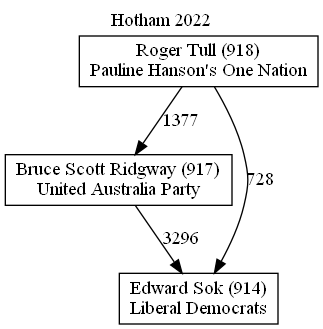 Hotham 2022
Roger Tull (918)
Pauline Hanson's One Nation
1377
Bruce Scott Ridgway (917)
United Australia Party
728
3296
Edward Sok (914)
Liberal Democrats